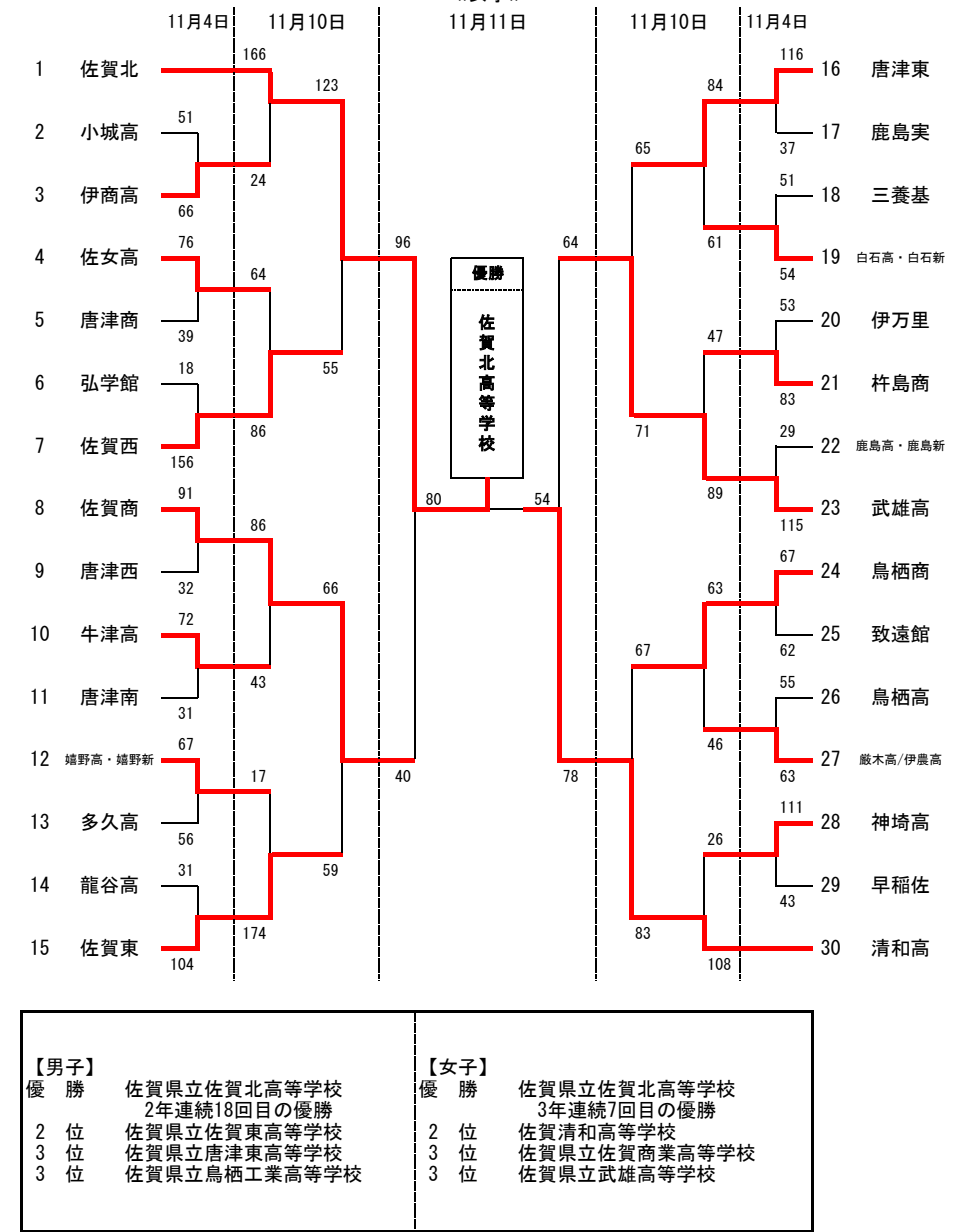 11月4日 11月10日 11月11日 11月10日 11月4日
166 116
1 佐賀北 16 唐津東
123 84
51
2 小城高 17 鹿島実
65 37
24 51
3 伊商高 18 三養基
66
76 96 64 61
4 佐女高 19 白石高・白石新
優勝
64 54
53
5 唐津商 20 伊万里
39 47
佐賀北高等学校
18 55
6 弘学館 21 杵島商
83
86 71 29
7 佐賀西 22 鹿島高・鹿島新
156
91 80 54 89
8 佐賀商 23 武雄高
86 115
67
9 唐津西 24 鳥栖商
32 66 63
72
10 牛津高 25 致遠館
67 62
43 55
11 唐津南 26 鳥栖高
31
67 46
12 嬉野高・嬉野新 27 厳木高/伊農高
17 40 78 63
111
13 多久高 28 神埼高
56 26
31 59
14 龍谷高 29 早稲佐
43
174 83
15 佐賀東 30 清和高
104 108
【男子】
優 勝 佐賀県立佐賀北高等学校
2年連続18回目の優勝
2 位 佐賀県立佐賀東高等学校
3 位 佐賀県立唐津東高等学校
3 位 佐賀県立鳥栖工業高等学校
【女子】
優 勝 佐賀県立佐賀北高等学校
3年連続7回目の優勝
2 位 佐賀清和高等学校
3 位 佐賀県立佐賀商業高等学校
3 位 佐賀県立武雄高等学校